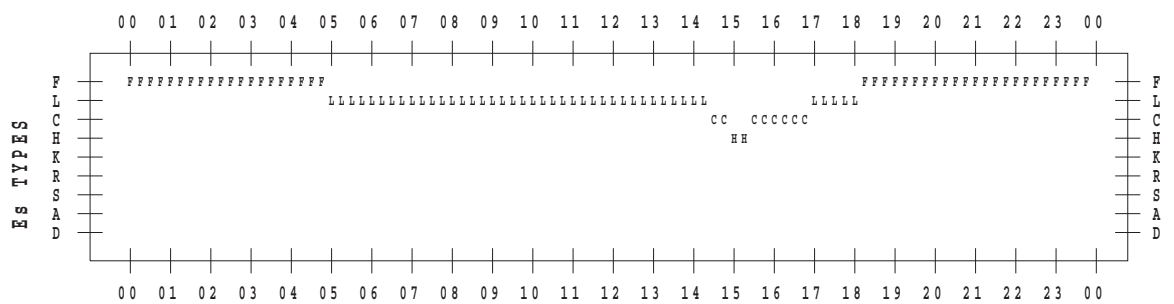 00 01 02 03 04 05 06 07 08 09 10 11 12 13 14 15 16 17 18 19 20 21 22 23 00
Es TYPES
F FFFFFFFFFFFFFFFFFFFF FFFFFFFFFFFFFFFFFFFFFFF F
L LLLLLLLLLLLLLLLLLLLLLLLLLLLLLLLLLLLLLL LLLLL L
C CC CCCCCC C
H HH H
K K
R R
S S
A A
D D
00 01 02 03 04 05 06 07 08 09 10 11 12 13 14 15 16 17 18 19 20 21 22 23 00